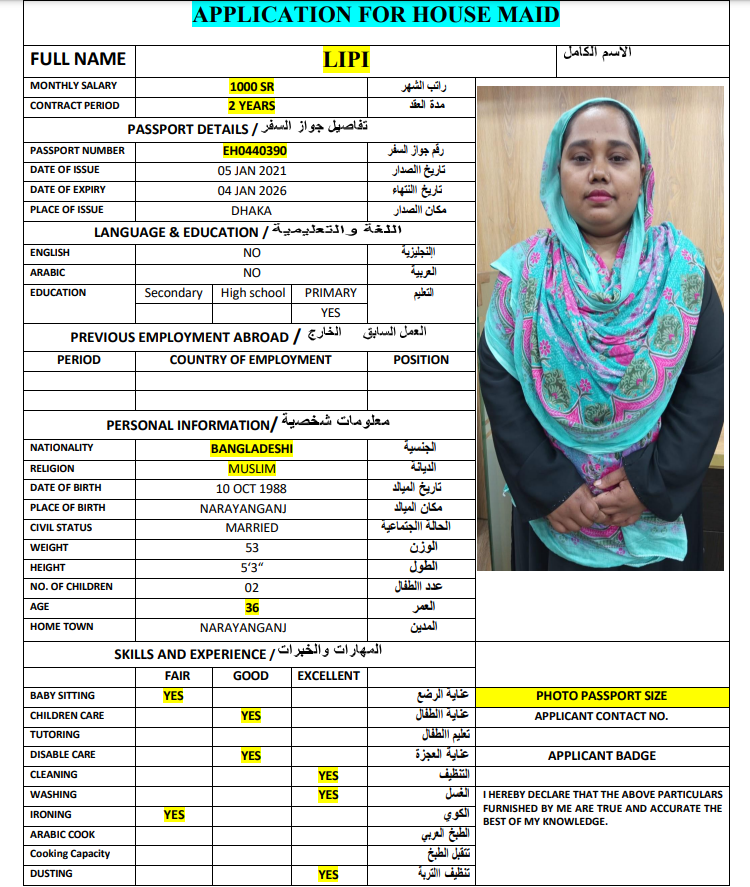 APPLICATION FOR HOUSE MAID
FULL NAME LIPI الاسم الكامل
MONTHLY SALARY 1000 SR راتب الشهر
CONTRACT PERIOD 2 YEARS مدة العقد
PASSPORT DETAILS / تفاصيل جواز السفر
PASSPORT NUMBER EH0440390 رقم جواز السفر
DATE OF ISSUE 05 JAN 2021 تاريخ االصدار
DATE OF EXPIRY 04 JAN 2026 تاريخ االنتهاء
PLACE OF ISSUE DHAKA مكان االصدار
LANGUAGE & EDUCATION / اللغة والتعليمية
ENGLISH NO اإلنجليزية
ARABIC NO العربية
EDUCATION Secondary High school PRIMARY التعليم
YES
PREVIOUS EMPLOYMENT ABROAD / العمل السابق الخارج
PERIOD COUNTRY OF EMPLOYMENT POSITION
PERSONAL INFORMATION/ معلومات شخصية
NATIONALITY BANGLADESHI الجنسية
RELIGION MUSLIM الديانة
DATE OF BIRTH 10 OCT 1988 تاريخ الميالد
PLACE OF BIRTH NARAYANGANJ مكان الميالد
CIVIL STATUS MARRIED الحالة االجتماعية
WEIGHT 53 الوزن
HEIGHT 5'3" الطول
NO. OF CHILDREN 02 عدد االطفال
AGE 36 العمر
HOME TOWN NARAYANGANJ المدين
SKILLS AND EXPERIENCE / المهارات والخبرات
FAIR GOOD EXCELLENT
BABY SITTING YES عناية الرضع PHOTO PASSPORT SIZE
CHILDREN CARE YES عناية االطفال APPLICANT CONTACT NO.
TUTORING تعليم االطفال
DISABLE CARE YES عناية العجزة APPLICANT BADGE
CLEANING YES التنظيف
WASHING YES الغسل I HEREBY DECLARE THAT THE ABOVE PARTICULARS
IRONING YES الكوي FURNISHED BY ME ARE TRUE AND ACCURATE THE
BEST OF MY KNOWLEDGE.
ARABIC COOK الطبخ العربي
Cooking Capacity تتقبل الطبخ
DUSTING YES تنظيف التربة